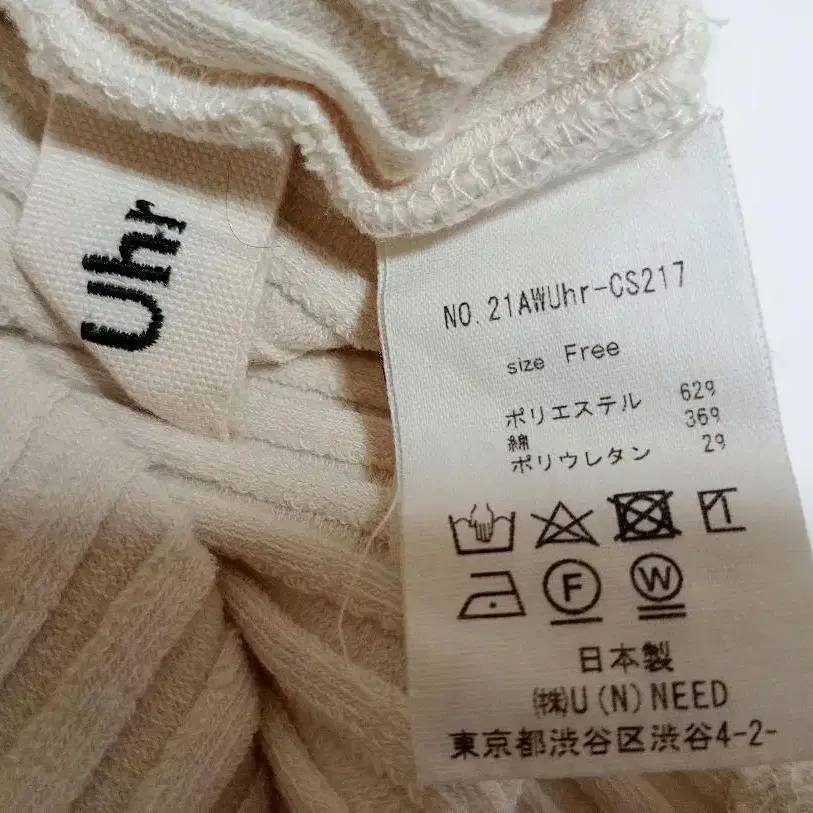 Uhr
NO. 21AWUhr-CS217
size Free
ポリエステル 62%
綿 36%
ポリウレタン 2%
F W
日本製
㈱U(N)NEED
東京都渋谷区渋谷4-2-